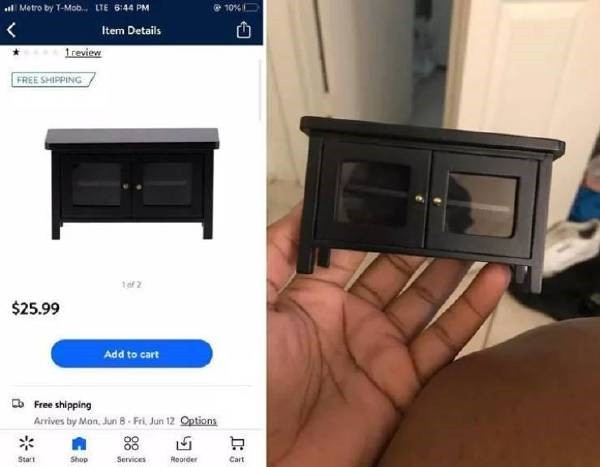 Metro by T-Mob... LTE 6:44 PM 10%
Item Details
1 review
FREE SHIPPING
1 of 2
$25.99
Add to cart
Free shipping
Arrives by Mon, Jun 8 - Fri, Jun 12 Options
Start Shop Services Reorder Cart